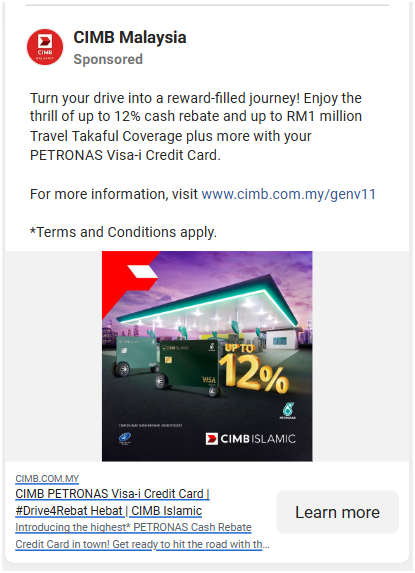 CIMB Malaysia
Sponsored
Turn your drive into a reward-filled journey! Enjoy the
thrill of up to 12% cash rebate and up to RM1 million
Travel Takaful Coverage plus more with your
PETRONAS Visa-i Credit Card.
For more information, visit www.cimb.com.my/genv11
*Terms and Conditions apply.
CIMB ISLAMIC
VISA
UP TO
12%
PETRONAS
CIMB ISLAMIC
CIMB.COM.MY
CIMB PETRONAS Visa-i Credit Card |
#Drive4Rebat Hebat | CIMB Islamic
Introducing the highest* PETRONAS Cash Rebate
Credit Card in town! Get ready to hit the road with th…
Learn more